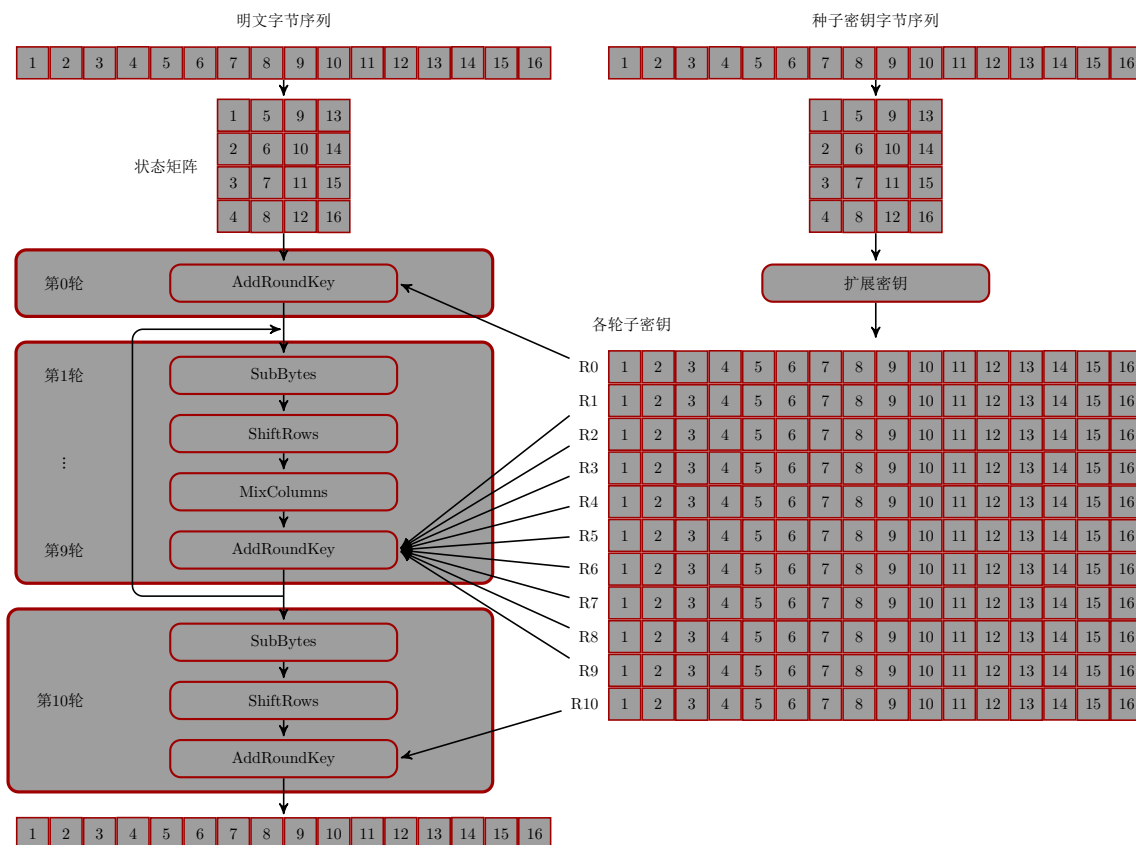 明文字节序列
种子密钥字节序列
1 2 3 4 5 6 7 8 9 10 11 12 13 14 15 16
1 2 3 4 5 6 7 8 9 10 11 12 13 14 15 16
状态矩阵
1 5 9 13
2 6 10 14
3 7 11 15
4 8 12 16
1 5 9 13
2 6 10 14
3 7 11 15
4 8 12 16
第0轮
AddRoundKey
扩展密钥
各轮子密钥
第1轮
SubBytes
ShiftRows
⋮
MixColumns
第9轮
AddRoundKey
SubBytes
第10轮
ShiftRows
AddRoundKey
R0 1 2 3 4 5 6 7 8 9 10 11 12 13 14 15 16
R1 1 2 3 4 5 6 7 8 9 10 11 12 13 14 15 16
R2 1 2 3 4 5 6 7 8 9 10 11 12 13 14 15 16
R3 1 2 3 4 5 6 7 8 9 10 11 12 13 14 15 16
R4 1 2 3 4 5 6 7 8 9 10 11 12 13 14 15 16
R5 1 2 3 4 5 6 7 8 9 10 11 12 13 14 15 16
R6 1 2 3 4 5 6 7 8 9 10 11 12 13 14 15 16
R7 1 2 3 4 5 6 7 8 9 10 11 12 13 14 15 16
R8 1 2 3 4 5 6 7 8 9 10 11 12 13 14 15 16
R9 1 2 3 4 5 6 7 8 9 10 11 12 13 14 15 16
R10 1 2 3 4 5 6 7 8 9 10 11 12 13 14 15 16
1 2 3 4 5 6 7 8 9 10 11 12 13 14 15 16